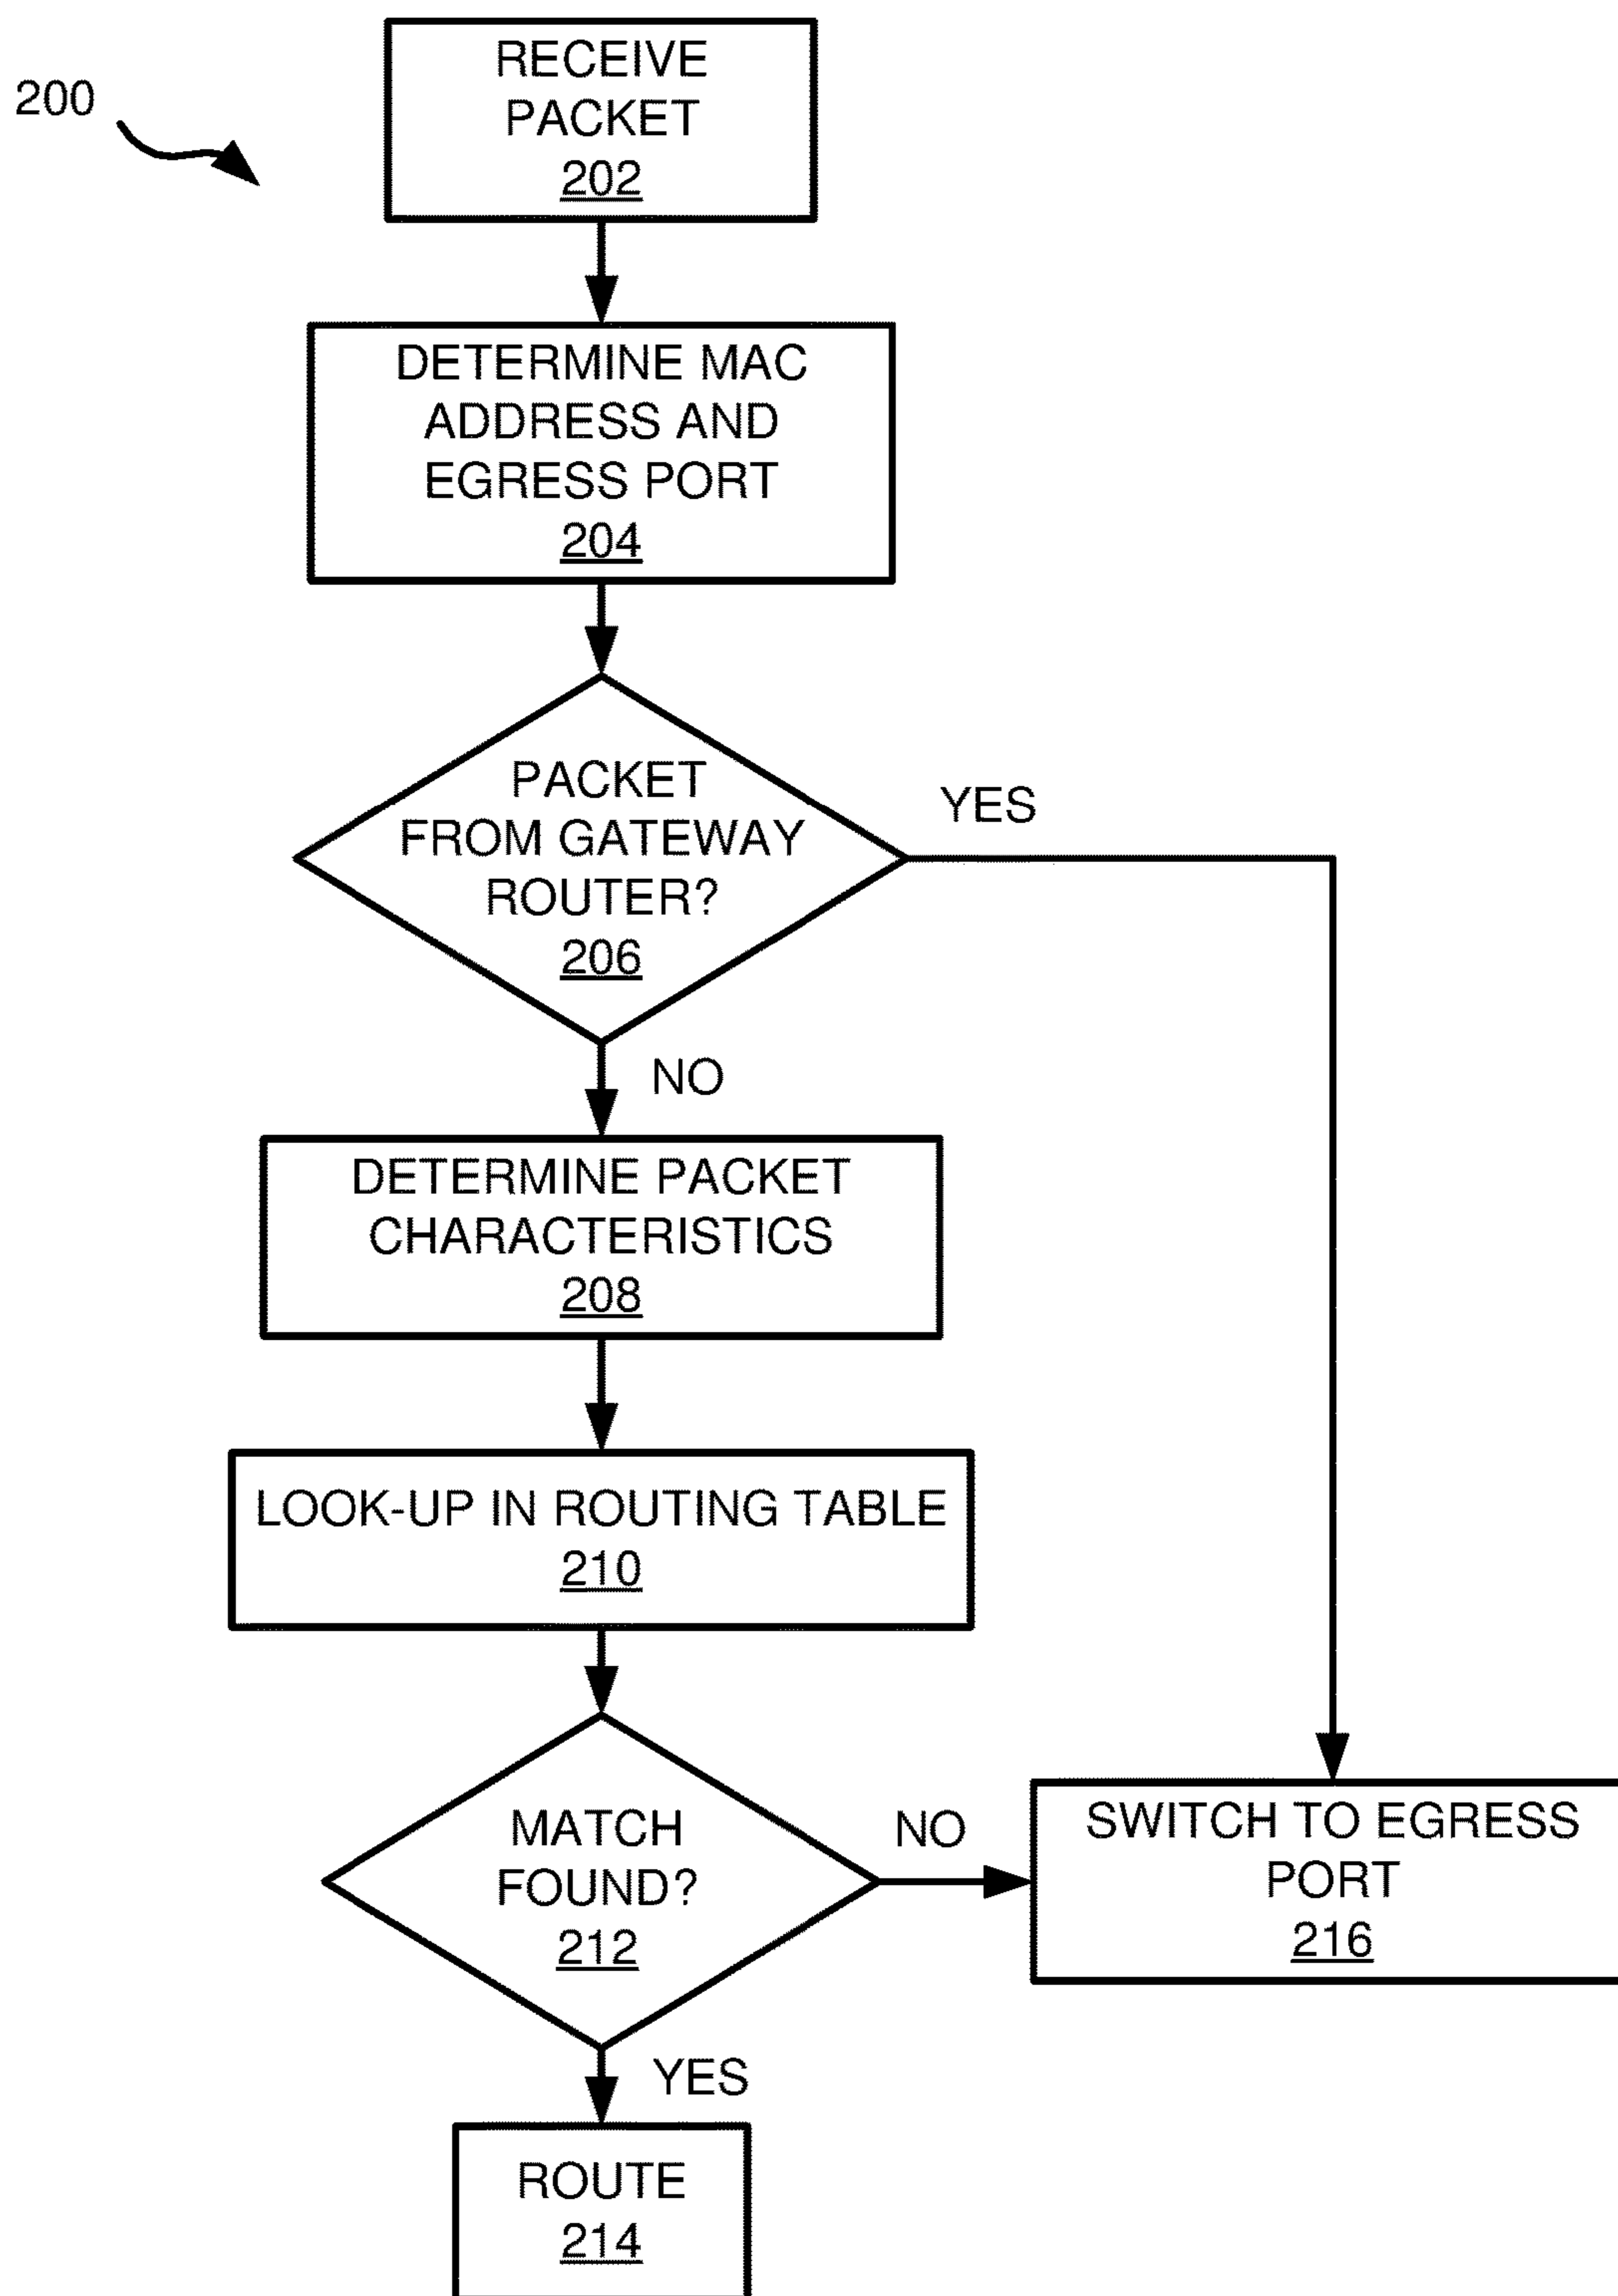 200
RECEIVE
PACKET
202
DETERMINE MAC
ADDRESS AND
EGRESS PORT
204
PACKET
FROM GATEWAY
ROUTER?
206
YES
NO
DETERMINE PACKET
CHARACTERISTICS
208
LOOK-UP IN ROUTING TABLE
210
MATCH
FOUND?
212
NO
SWITCH TO EGRESS
PORT
216
YES
ROUTE
214